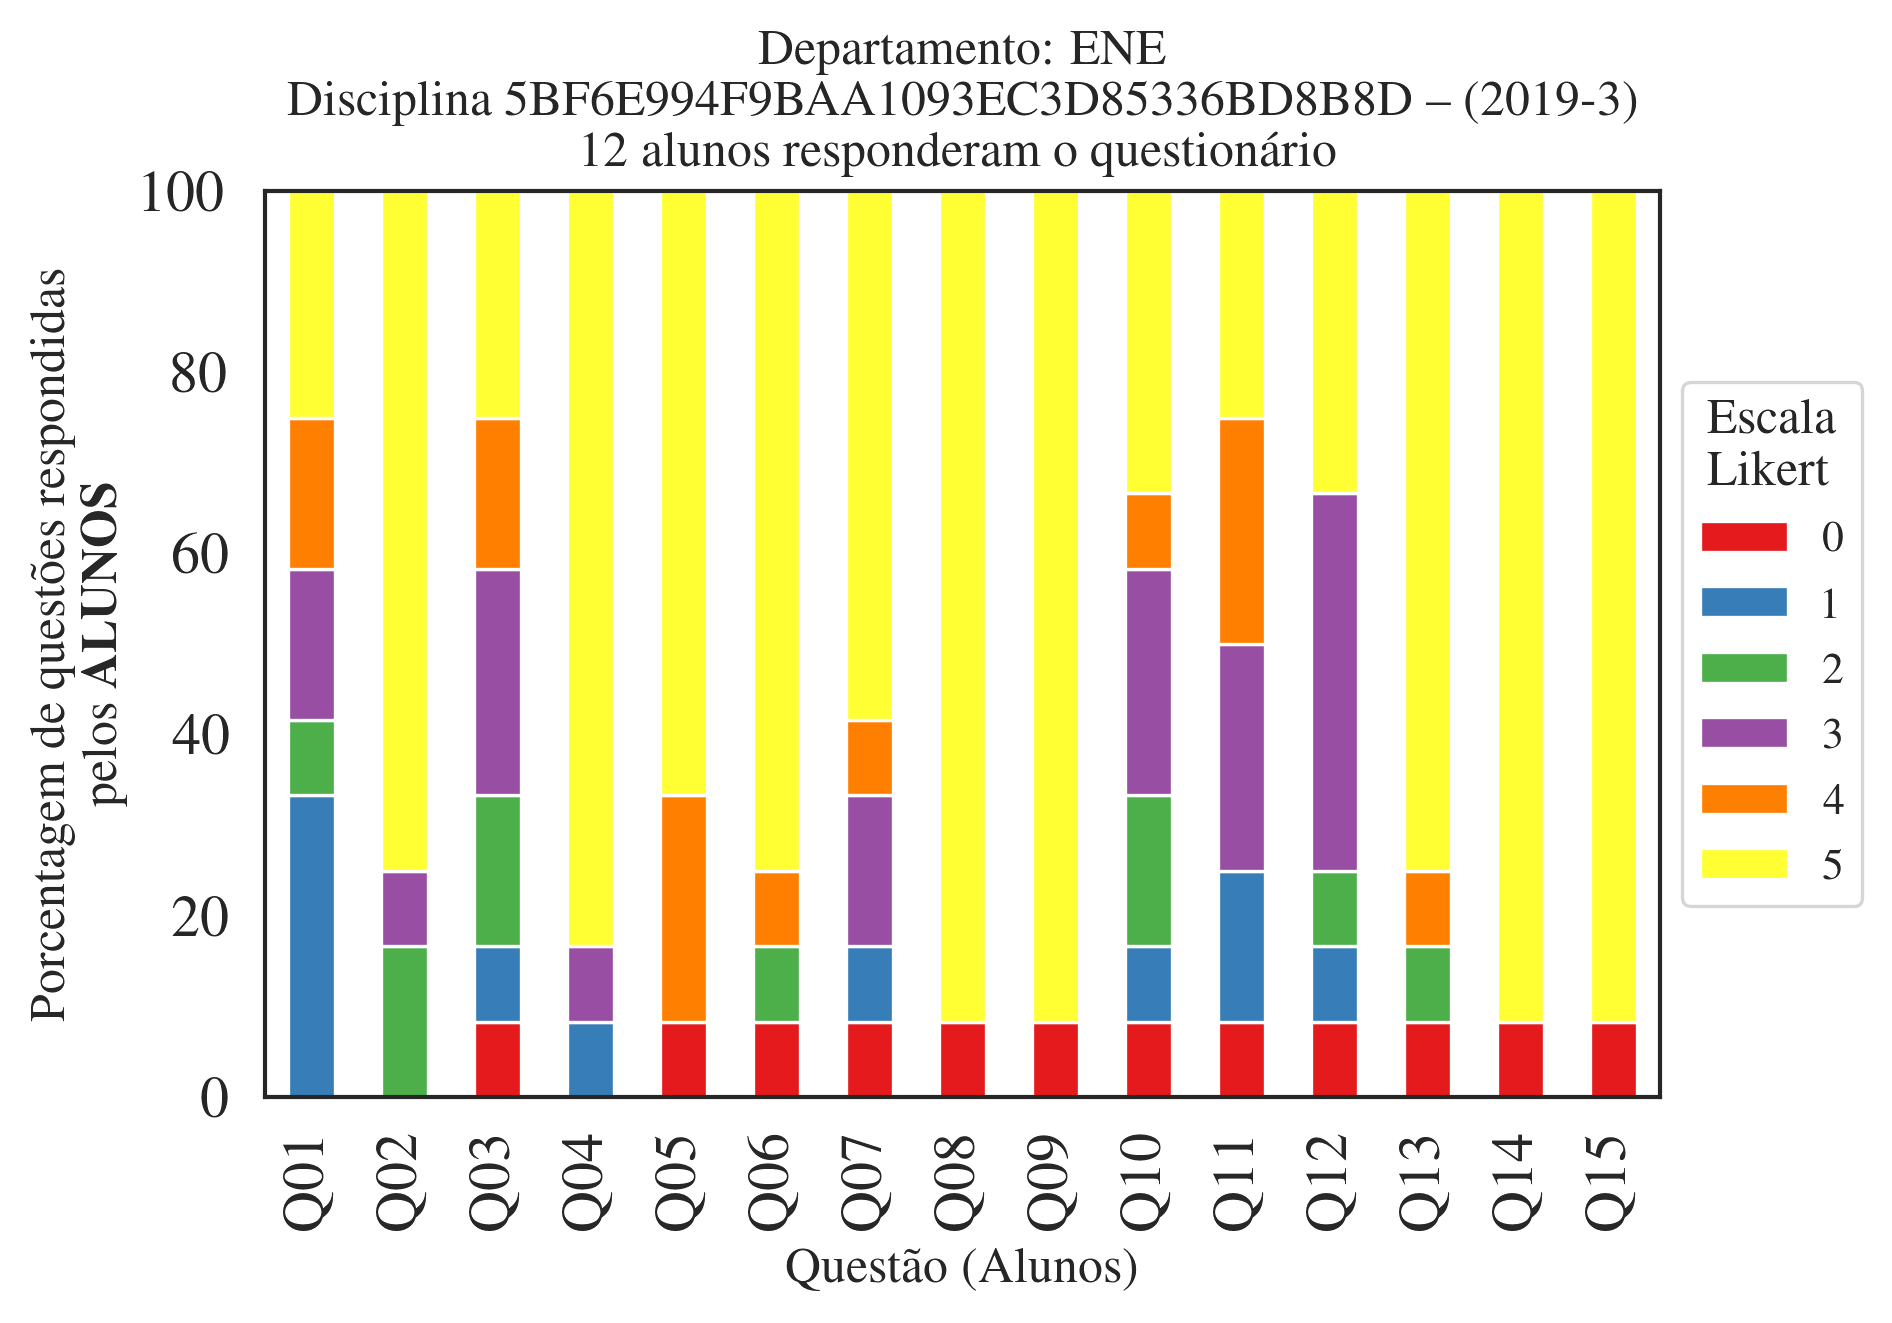 Departamento: ENE
Disciplina 5BF6E994F9BAA1093EC3D85336BD8B8D – (2019-3)
12 alunos responderam o questionário
100
80
60
40
20
0
Porcentagem de questões respondidas
pelos ALUNOS
Q01
Q02
Q03
Q04
Q05
Q06
Q07
Q08
Q09
Q10
Q11
Q12
Q13
Q14
Q15
Questão (Alunos)
Escala
Likert
0
1
2
3
4
5